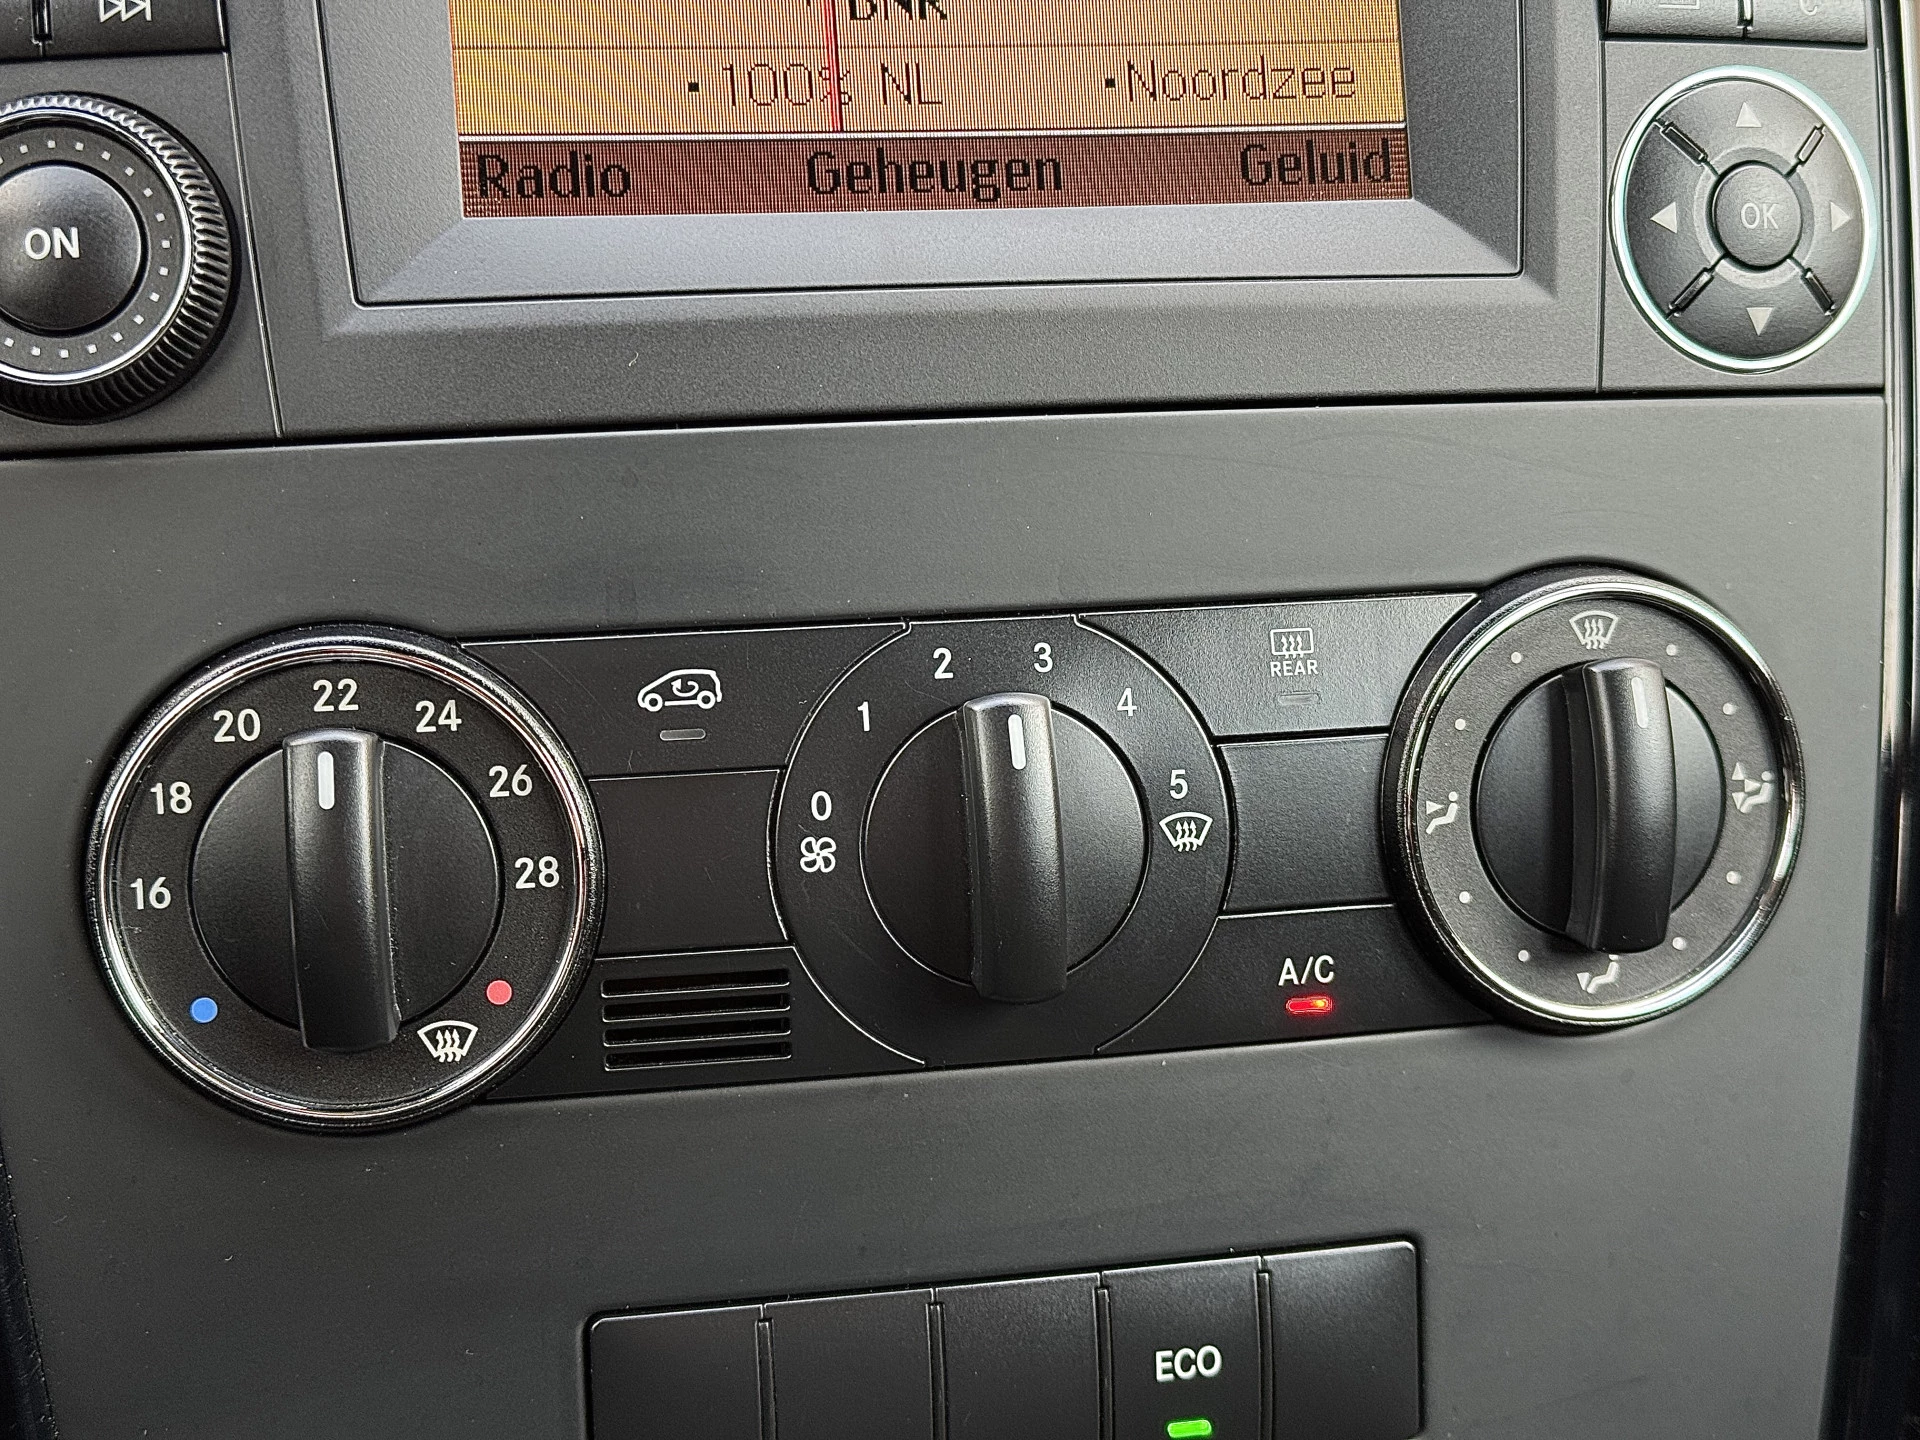 BNR
100% NL
Noordzee
Radio
Geheugen
Geluid
ON
OK
16
18
20
22
24
26
28
0
1
2
3
4
5
REAR
A/C
ECO